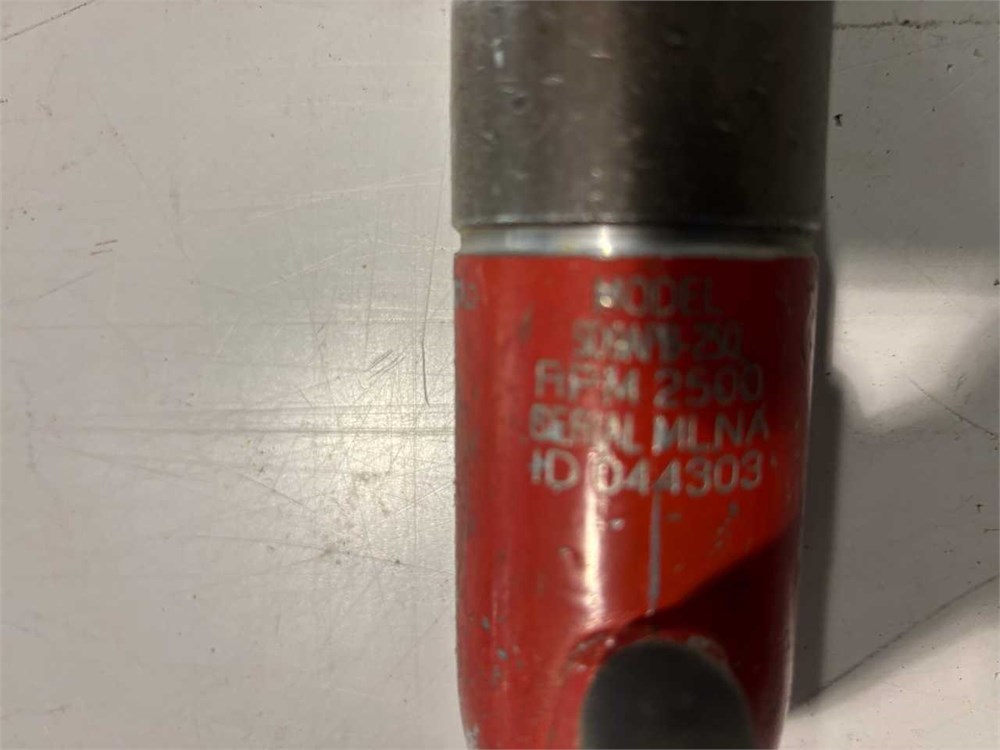 MODEL
RPM 2500
SERIAL MLNA
ID 044303